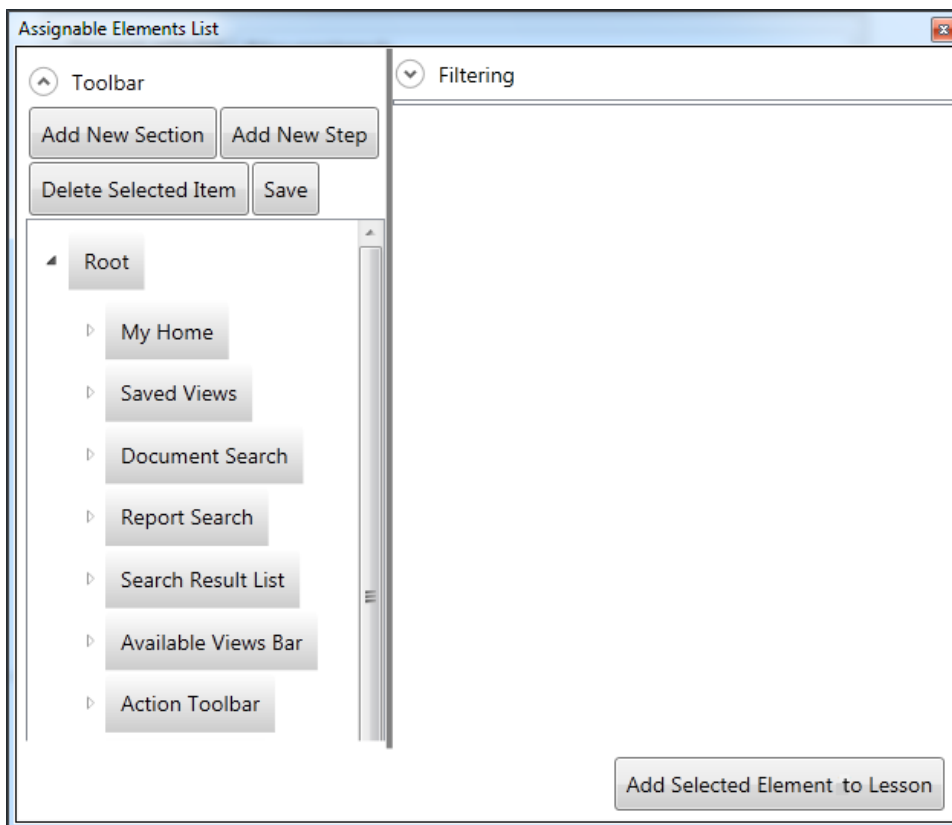 Assignable Elements List
Toolbar
Filtering
Add New Section
Add New Step
Delete Selected Item
Save
Root
My Home
Saved Views
Document Search
Report Search
Search Result List
Available Views Bar
Action Toolbar
Add Selected Element to Lesson